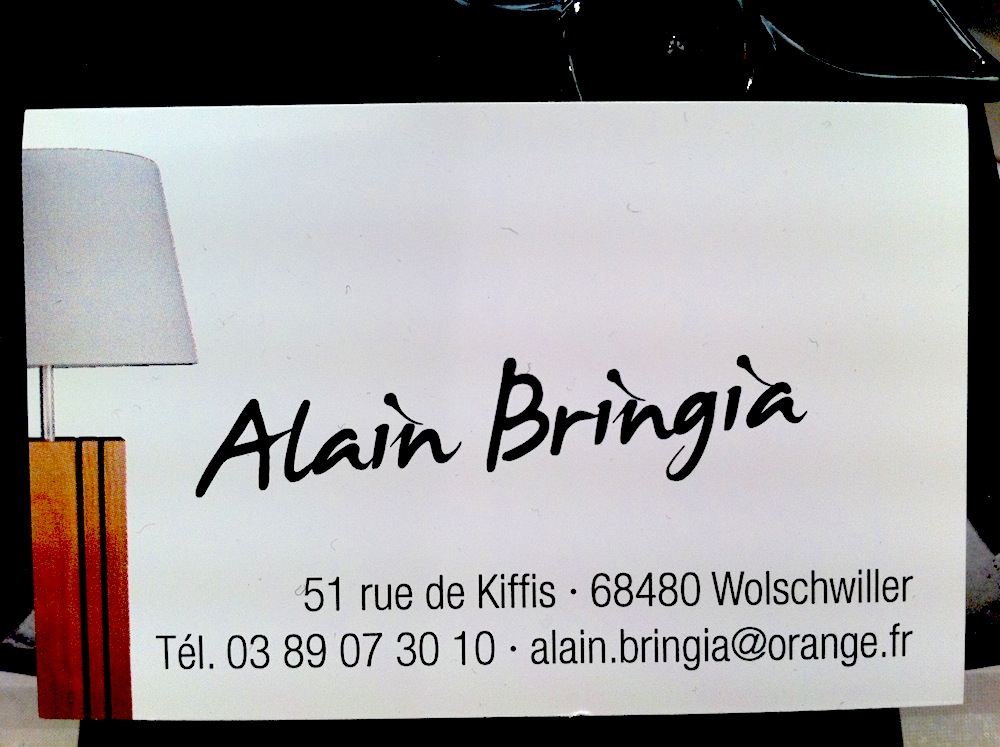 Alain Bringia
51 rue de Kiffis · 68480 Wolschwiller
Tél. 03 89 07 30 10 · alain.bringia@orange.fr